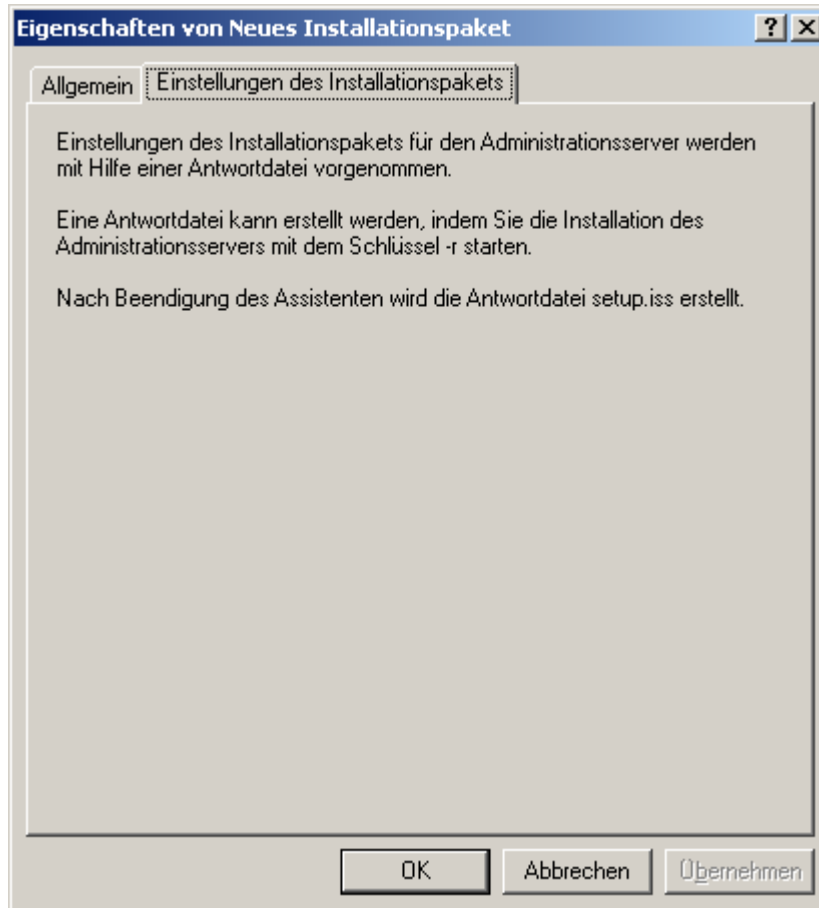 Eigenschaften von Neues Installationspaket
Allgemein
Einstellungen des Installationspakets
Einstellungen des Installationspakets für den Administrationsserver werden
mit Hilfe einer Antwortdatei vorgenommen.
Eine Antwortdatei kann erstellt werden, indem Sie die Installation des
Administrationsservers mit dem Schlüssel -r starten.
Nach Beendigung des Assistenten wird die Antwortdatei setup.iss erstellt.
OK
Abbrechen
Übernehmen